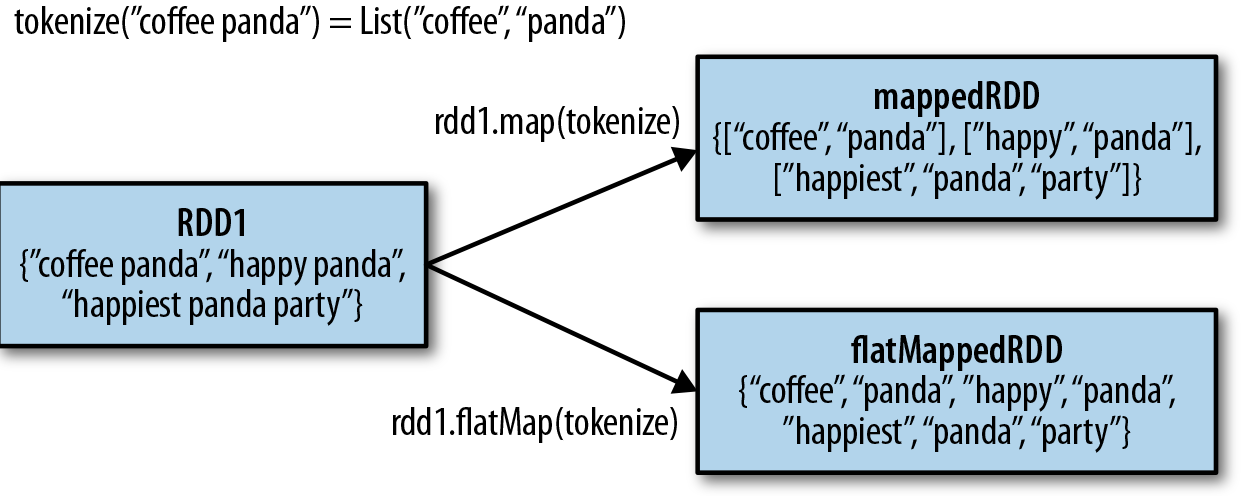 tokenize(”coffee panda”) = List(”coffee”, “panda”)
rdd1.map(tokenize)
mappedRDD
{[“coffee”, “panda”], [”happy”, “panda”],
[”happiest”, “panda”, “party”]}
RDD1
{”coffee panda”, “happy panda”,
“happiest panda party”}
rdd1.flatMap(tokenize)
flatMappedRDD
{“coffee”, “panda”, ”happy”, “panda”,
”happiest”, “panda”, “party”}